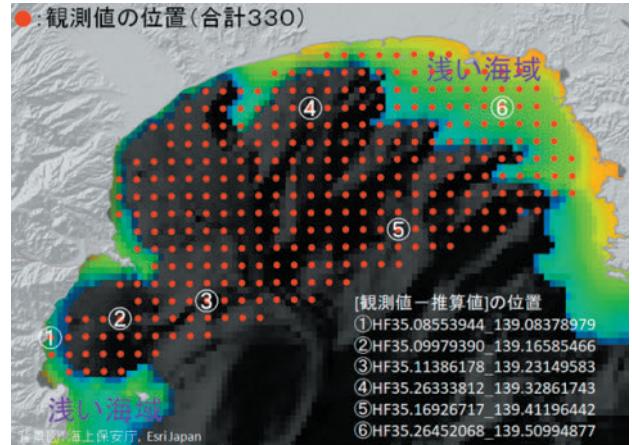 ●:観測値の位置(合計330)
浅い海域
④
⑥
⑤
③
②
①
[観測値－推算値]の位置
①HF35.08553944_139.08378979
②HF35.09979390_139.16585466
③HF35.11386178_139.23149583
④HF35.26333812_139.32861743
⑤HF35.16926717_139.41196442
⑥HF35.26452068_139.50994877
浅い海域
海上保安庁, EsriJapan